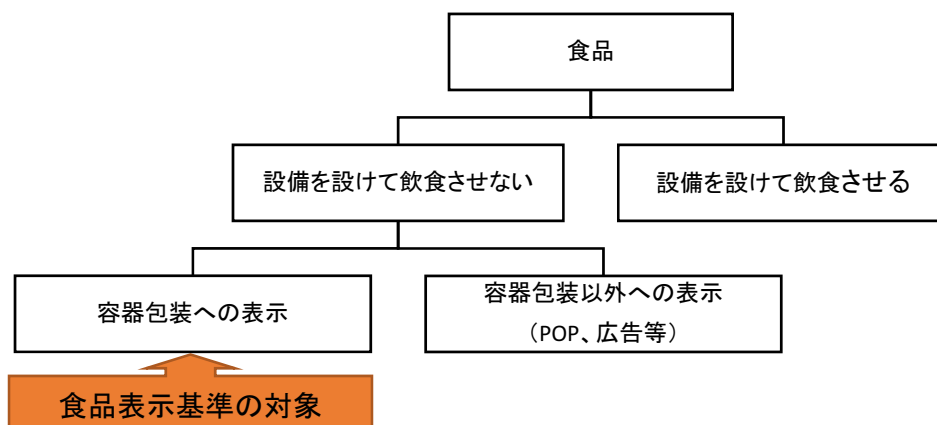 食品
設備を設けて飲食させない
設備を設けて飲食させる
容器包装への表示
容器包装以外への表示
（POP、広告等）
食品表示基準の対象